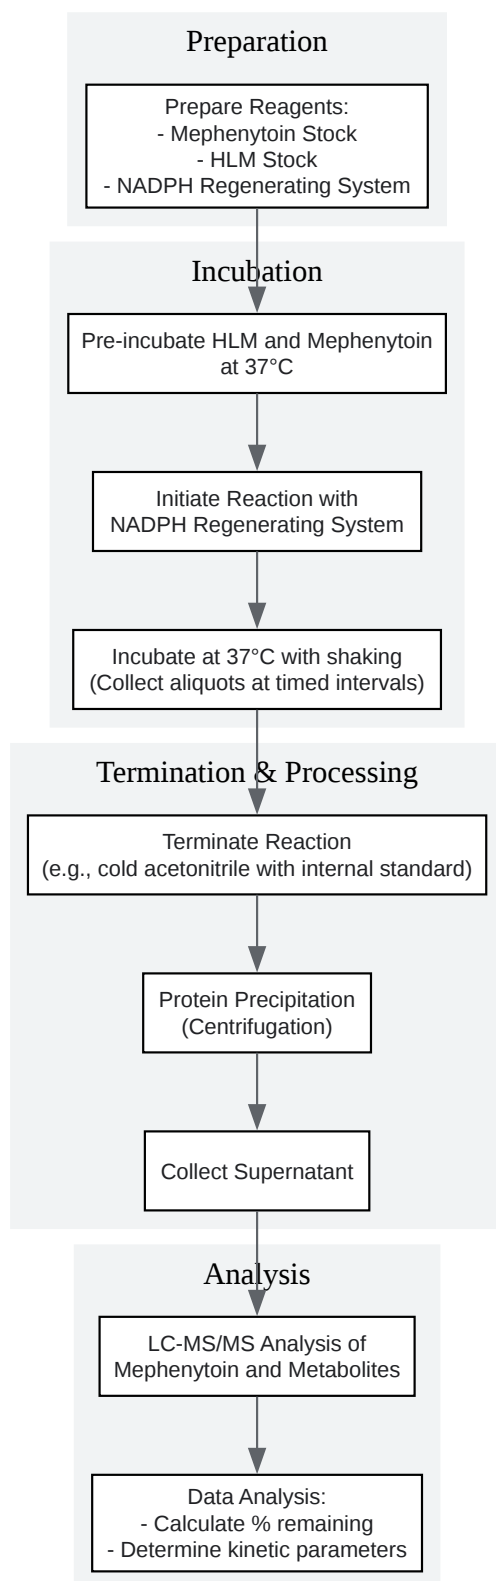 Preparation
Prepare Reagents:
- Mephenytoin Stock
- HLM Stock
- NADPH Regenerating System
Incubation
Pre-incubate HLM and Mephenytoin
at 37°C
Initiate Reaction with
NADPH Regenerating System
Incubate at 37°C with shaking
(Collect aliquots at timed intervals)
Termination & Processing
Terminate Reaction
(e.g., cold acetonitrile with internal standard)
Protein Precipitation
(Centrifugation)
Collect Supernatant
Analysis
LC-MS/MS Analysis of
Mephenytoin and Metabolites
Data Analysis:
- Calculate % remaining
- Determine kinetic parameters